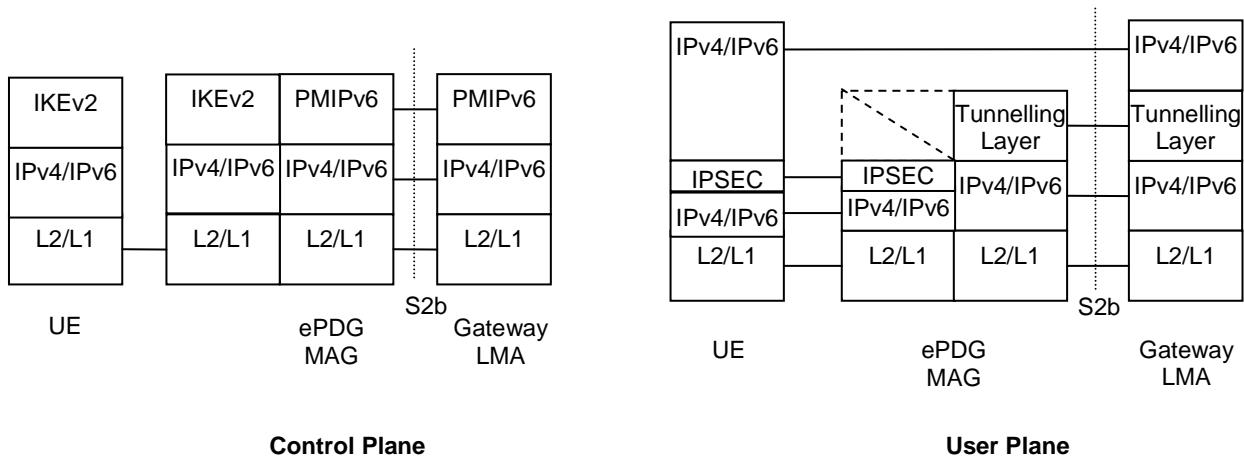 IKEv2 IKEv2 PMIPv6 PMIPv6
IPv4/IPv6 IPv4/IPv6 IPv4/IPv6 IPv4/IPv6
L2/L1 L2/L1 L2/L1 L2/L1
S2b
UE ePDG Gateway
MAG LMA
Control Plane
IPv4/IPv6 IPv4/IPv6
Tunnelling Tunnelling
Layer Layer
IPSEC IPSEC IPv4/IPv6 IPv4/IPv6
IPv4/IPv6 IPv4/IPv6
L2/L1 L2/L1 L2/L1 L2/L1
S2b
UE ePDG Gateway
MAG LMA
User Plane